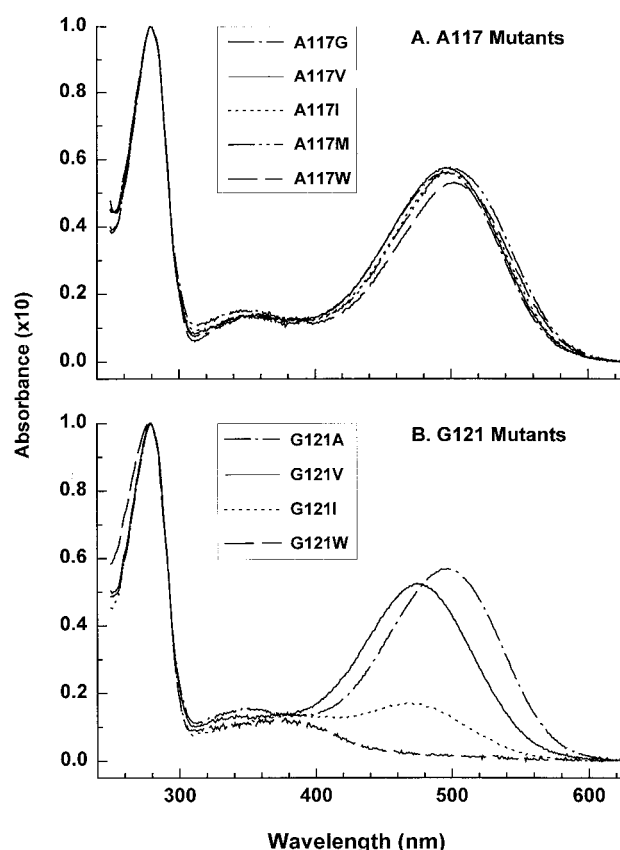 A. A117 Mutants
A117G
A117V
A117I
A117M
A117W
1.0
0.8
0.6
0.4
0.2
0.0
Absorbance (x10)
B. G121 Mutants
G121A
G121V
G121I
G121W
1.0
0.8
0.6
0.4
0.2
0.0
300 400 500 600
Wavelength (nm)